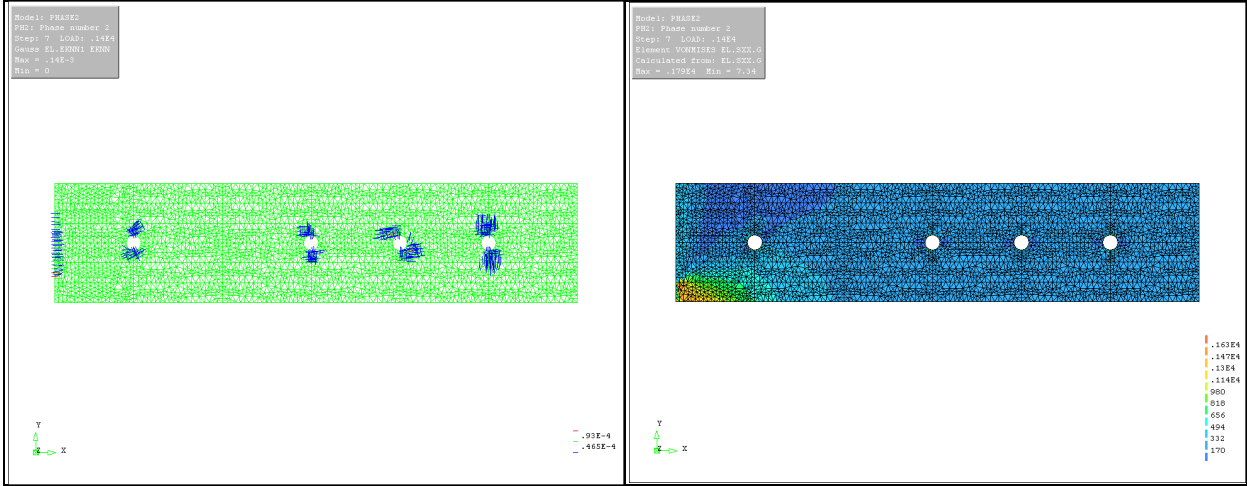 Model: PHASE2
PH2: Phase number 2
Step: 7 LOAD: .14E4
Gauss EL.EKNN1 EKNN
Max = .14E-3
Min = 0
Y
Z
X
.93E-4
.465E-4
Model: PHASE2
PH2: Phase number 2
Step: 7 LOAD: .14E4
Element VONMISES EL.SXX.G
Calculated from: EL.SXX.G
Max = .179E4 Min = 7.34
Y
Z
X
.163E4
.147E4
.13E4
.114E4
980
818
656
494
332
170